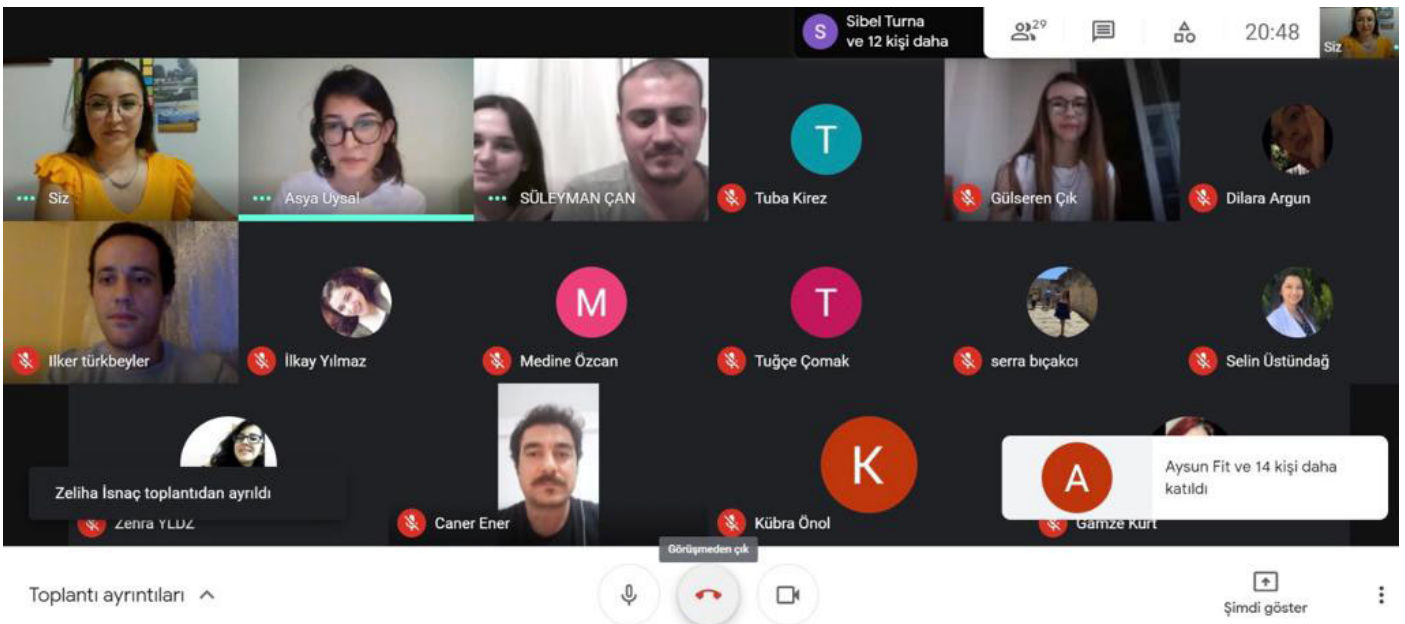 S
Sibel Turna
ve 12 kişi daha
29
20:48
Siz
Siz
Asya Uysal
SÜLEYMAN ÇAN
T
Tuba Kirez
Gülseren Çık
Dilara Argun
Ilker türkbeyler
İlkay Yılmaz
M
Medine Özcan
T
Tuğçe Çomak
serra bıçakcı
Selin Üstündağ
Zeliha İsnaç toplantıdan ayrıldı
Zehra YLDZ
Caner Ener
K
Kübra Önol
A
Aysun Fit ve 14 kişi daha
katıldı
Gamze Kurt
Görüşmeden çık
Toplantı ayrıntıları
Şimdi göster